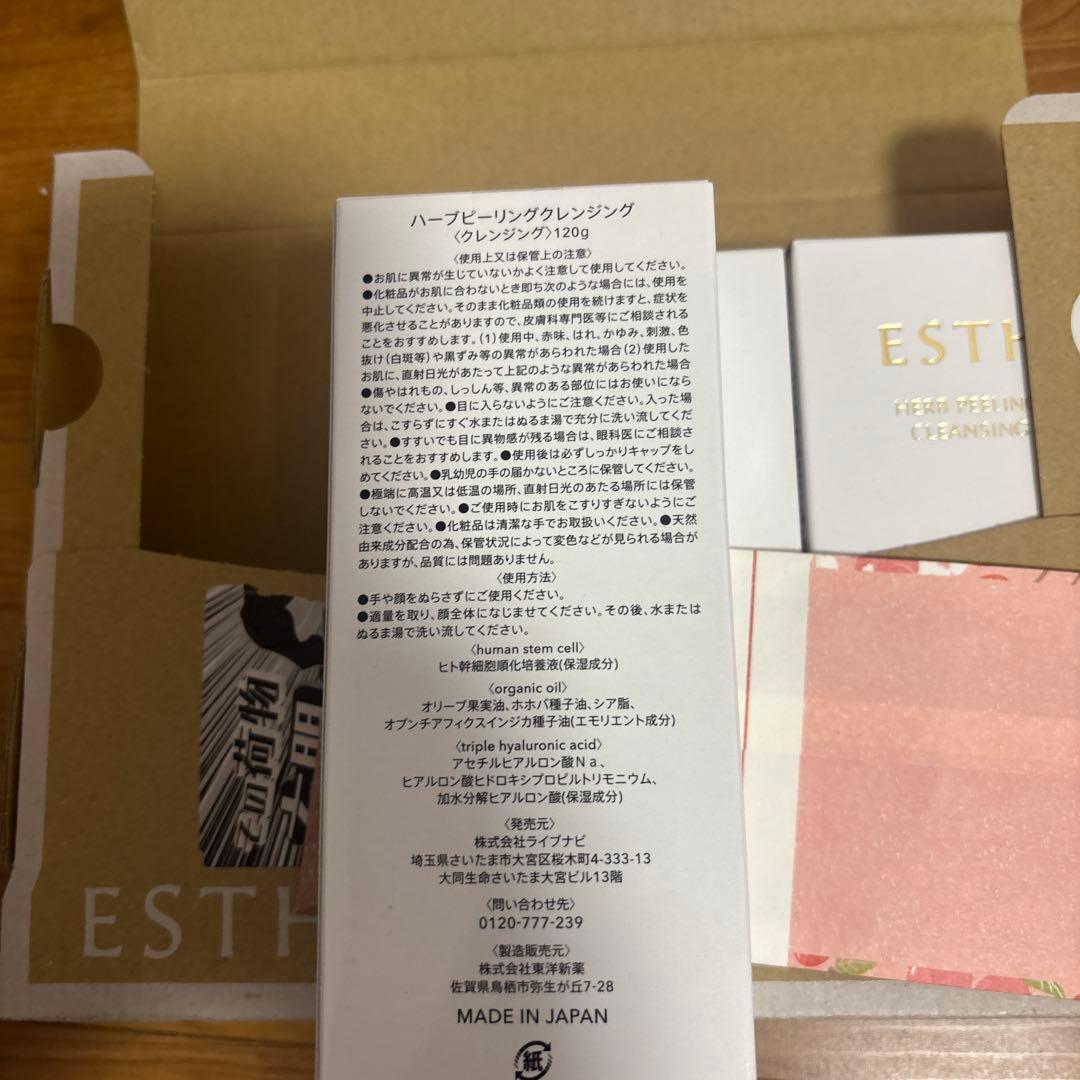 ハーブピーリングクレンジング
〈クレンジング〉120g
〈使用上又は保管上の注意〉
●お肌に異常が生じていないかよく注意して使用してください。
●化粧品がお肌に合わないとき即ち次のような場合には、使用を
中止してください。そのまま化粧品類の使用を続けますと、症状を
悪化させることがありますので、皮膚科専門医等にご相談される
ことをおすすめします。(1)使用中、赤味、はれ、かゆみ、刺激、色
抜け(白斑等)や黒ずみ等の異常があらわれた場合(2)使用した
お肌に、直射日光があたって上記のような異常があらわれた場合
●傷やはれもの、しっしん等、異常のある部位にはお使いになら
ないでください。●目に入らないようにご注意ください。入った場
合は、こすらずにすぐ水またはぬるま湯で充分に洗い流してくだ
さい。●すすいでも目に異物感が残る場合は、眼科医にご相談さ
れることをおすすめします。●使用後は必ずしっかりキャップをし
めてください。●乳幼児の手の届かないところに保管してください。
●極端に高温又は低温の場所、直射日光のあたる場所には保管
しないでください。●ご使用時にお肌をこすりすぎないようにご
注意ください。●化粧品は清潔な手でお取扱いください。●天然
由来成分配合の為、保管状況によって変色などが見られる場合が
ありますが、品質には問題ありません。
〈使用方法〉
●手や顔をぬらさずにご使用ください。
●適量を取り、顔全体になじませてください。その後、水または
ぬるま湯で洗い流してください。
〈human stem cell〉
ヒト幹細胞順化培養液(保湿成分)
〈organic oil〉
オリーブ果実油、ホホバ種子油、シア脂、
オプンチアフィクスインジカ種子油(エモリエント成分)
〈triple hyaluronic acid〉
アセチルヒアルロン酸Na、
ヒアルロン酸ヒドロキシプロピルトリモニウム、
加水分解ヒアルロン酸(保湿成分)
〈発売元〉
株式会社ライブナビ
埼玉県さいたま市大宮区桜木町4-333-13
大同生命さいたま大宮ビル13階
〈問い合わせ先〉
0120-777-239
〈製造販売元〉
株式会社東洋新薬
佐賀県鳥栖市弥生が丘7-28
MADE IN JAPAN
紙
ESTH
HERB PEELIN
CLEANSING
ESTH